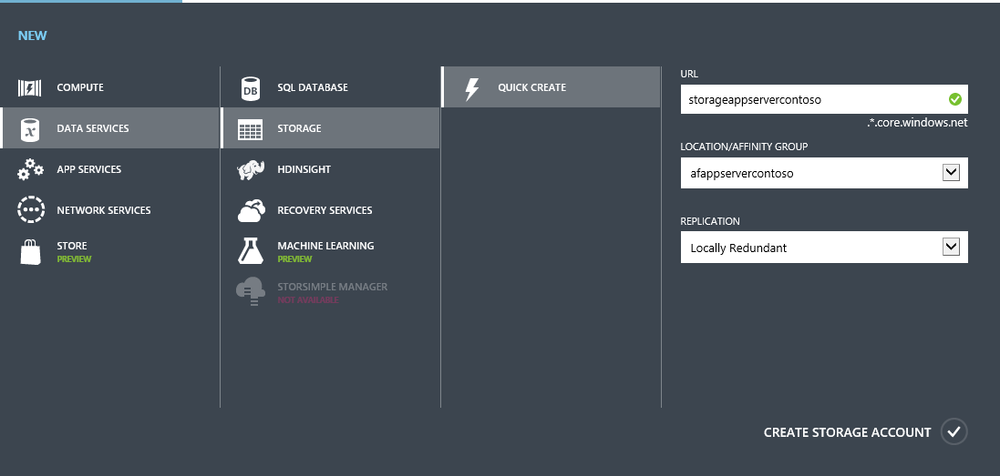 NEW
COMPUTE
DATA SERVICES
APP SERVICES
NETWORK SERVICES
STORE
PREVIEW
DB
SQL DATABASE
STORAGE
HDINSIGHT
RECOVERY SERVICES
MACHINE LEARNING
PREVIEW
STORSIMPLE MANAGER
NOT AVAILABLE
QUICK CREATE
URL
storageappservercontoso
.*.core.windows.net
LOCATION/AFFINITY GROUP
afappservercontoso
REPLICATION
Locally Redundant
CREATE STORAGE ACCOUNT